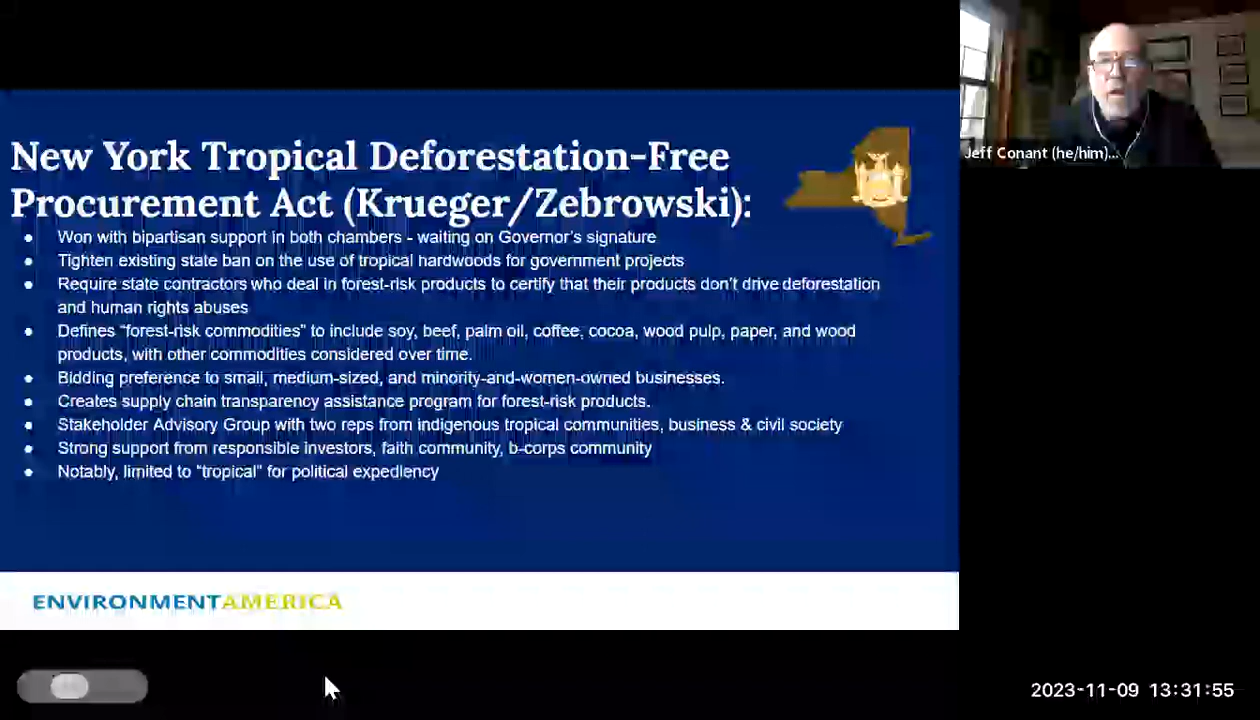 New York Tropical Deforestation-Free
Procurement Act (Krueger/Zebrowski):
● Won with bipartisan support in both chambers - waiting on Governor's signature
● Tighten existing state ban on the use of tropical hardwoods for government projects
● Require state contractors who deal in forest-risk products to certify that their products don't drive deforestation
and human rights abuses
● Defines "forest-risk commodities" to include soy, beef, palm oil, coffee, cocoa, wood pulp, paper, and wood
products, with other commodities considered over time.
● Bidding preference to small, medium-sized, and minority-and-women-owned businesses.
● Creates supply chain transparency assistance program for forest-risk products.
● Stakeholder Advisory Group with two reps from indigenous tropical communities, business & civil society
● Strong support from responsible investors, faith community, b-corps community
● Notably, limited to "tropical" for political expediency
ENVIRONMENTAMERICA
Jeff Conant (he/him)...
2023-11-09 13:31:55